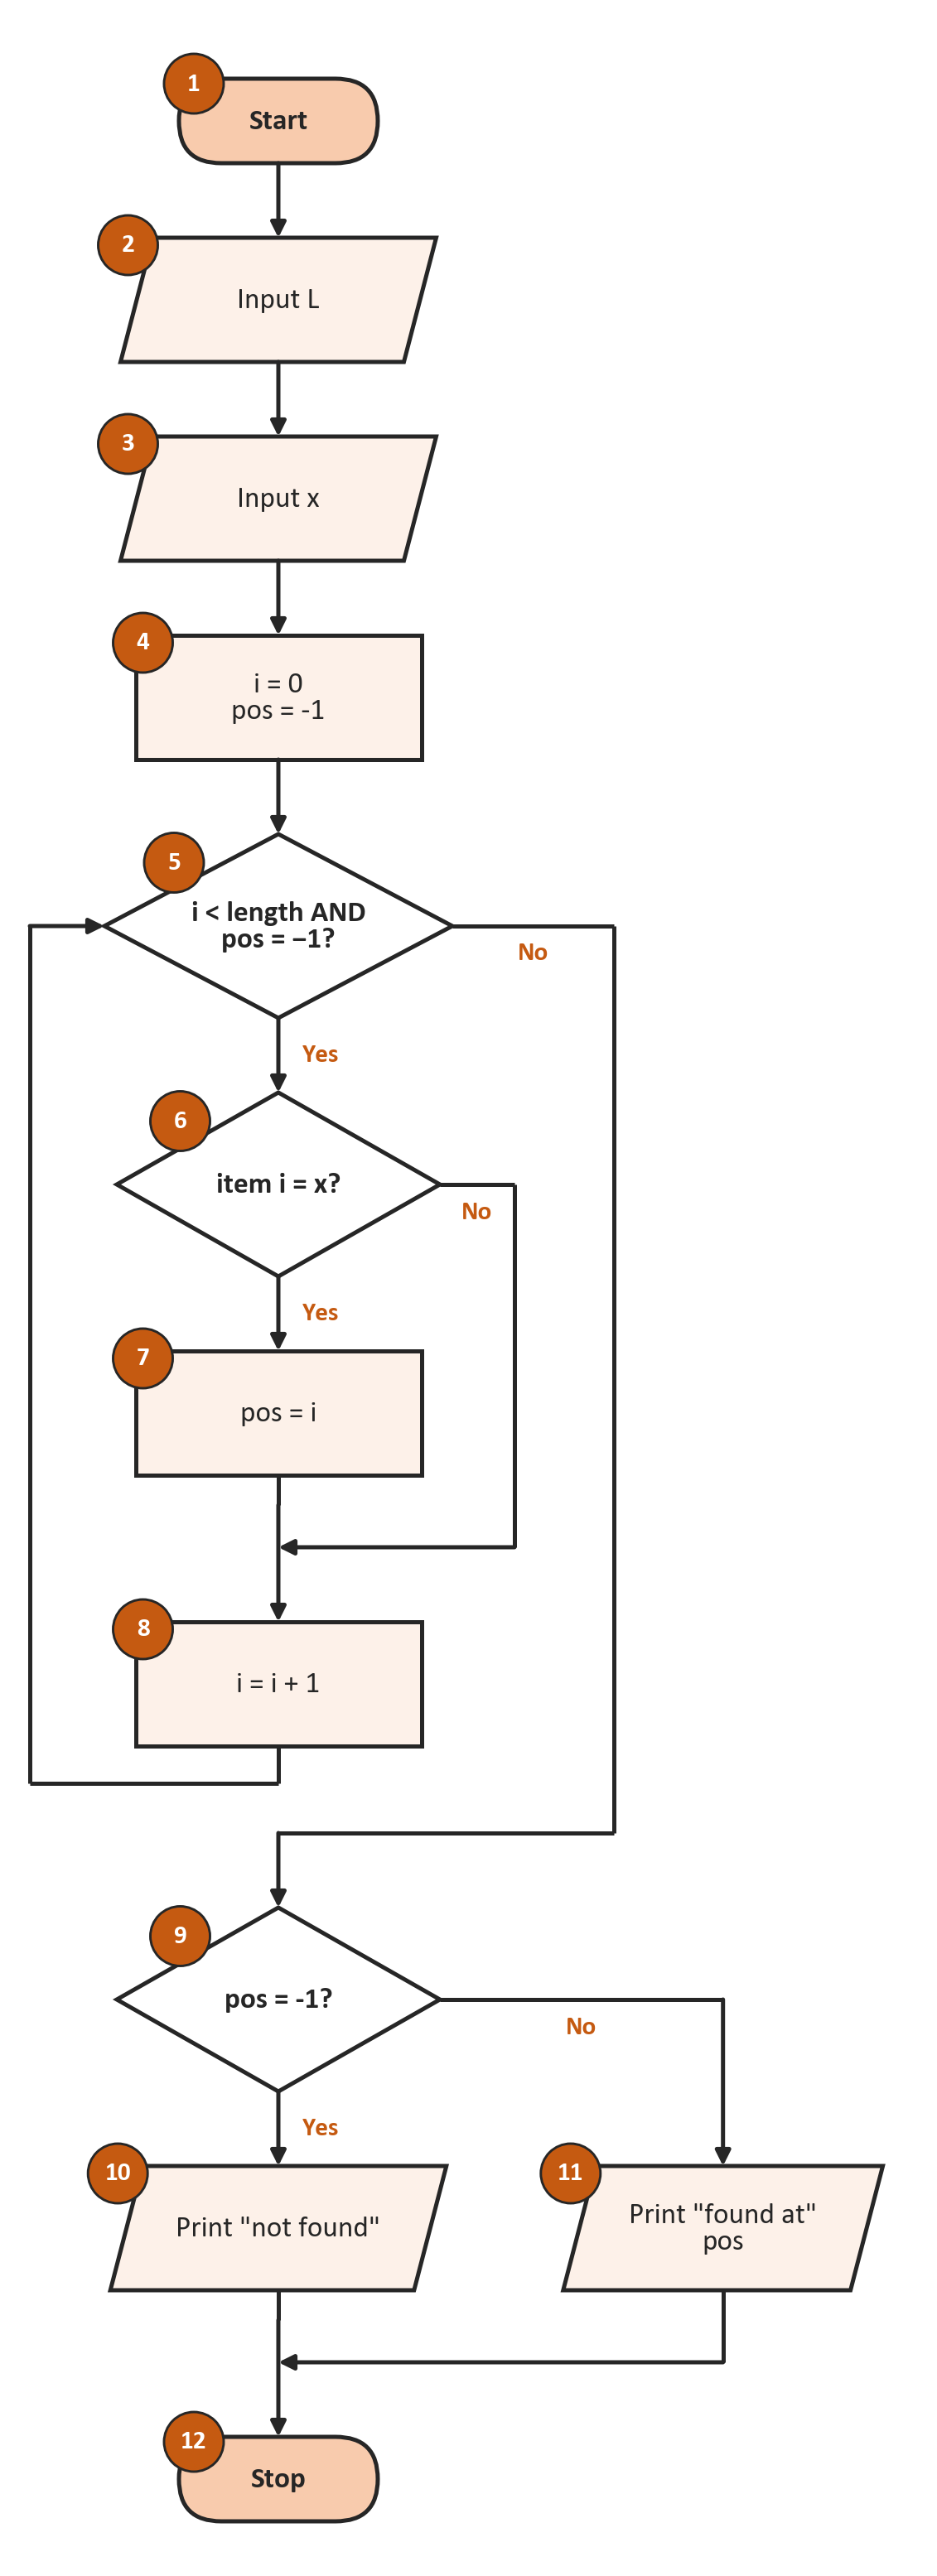 1
Start
2
Input L
3
Input x
4
i = 0
pos = -1
5
i < length AND
pos = –1?
No
Yes
6
item i = x?
No
Yes
7
pos = i
8
i = i + 1
9
pos = -1?
No
Yes
10
Print "not found"
11
Print "found at"
pos
12
Stop